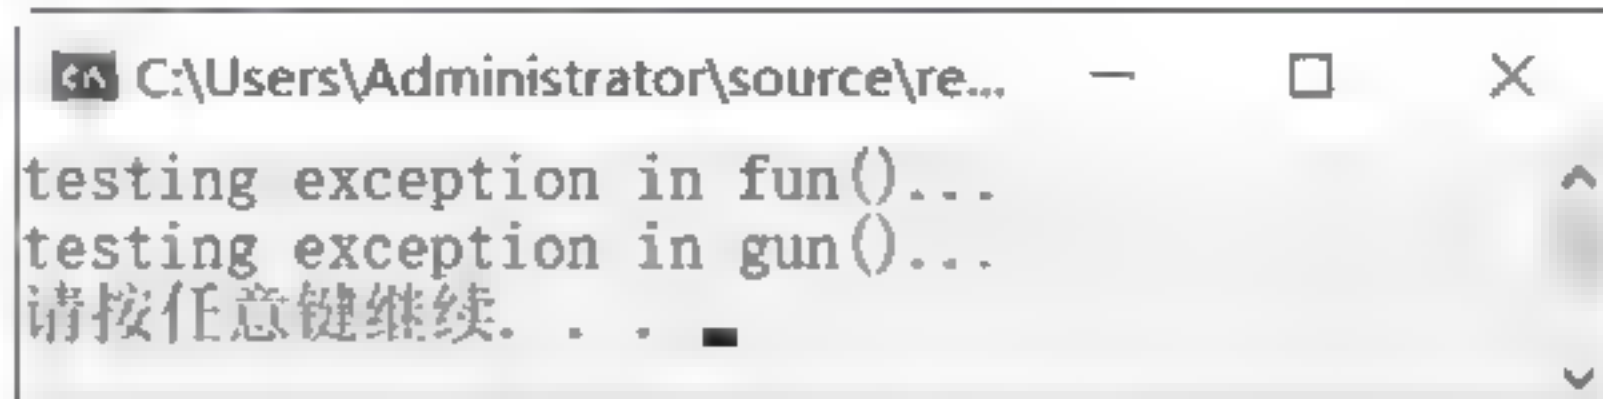 C:\Users\Administrator\source\re...
testing exception in fun()...
testing exception in gun()...
请按任意键继续. . .